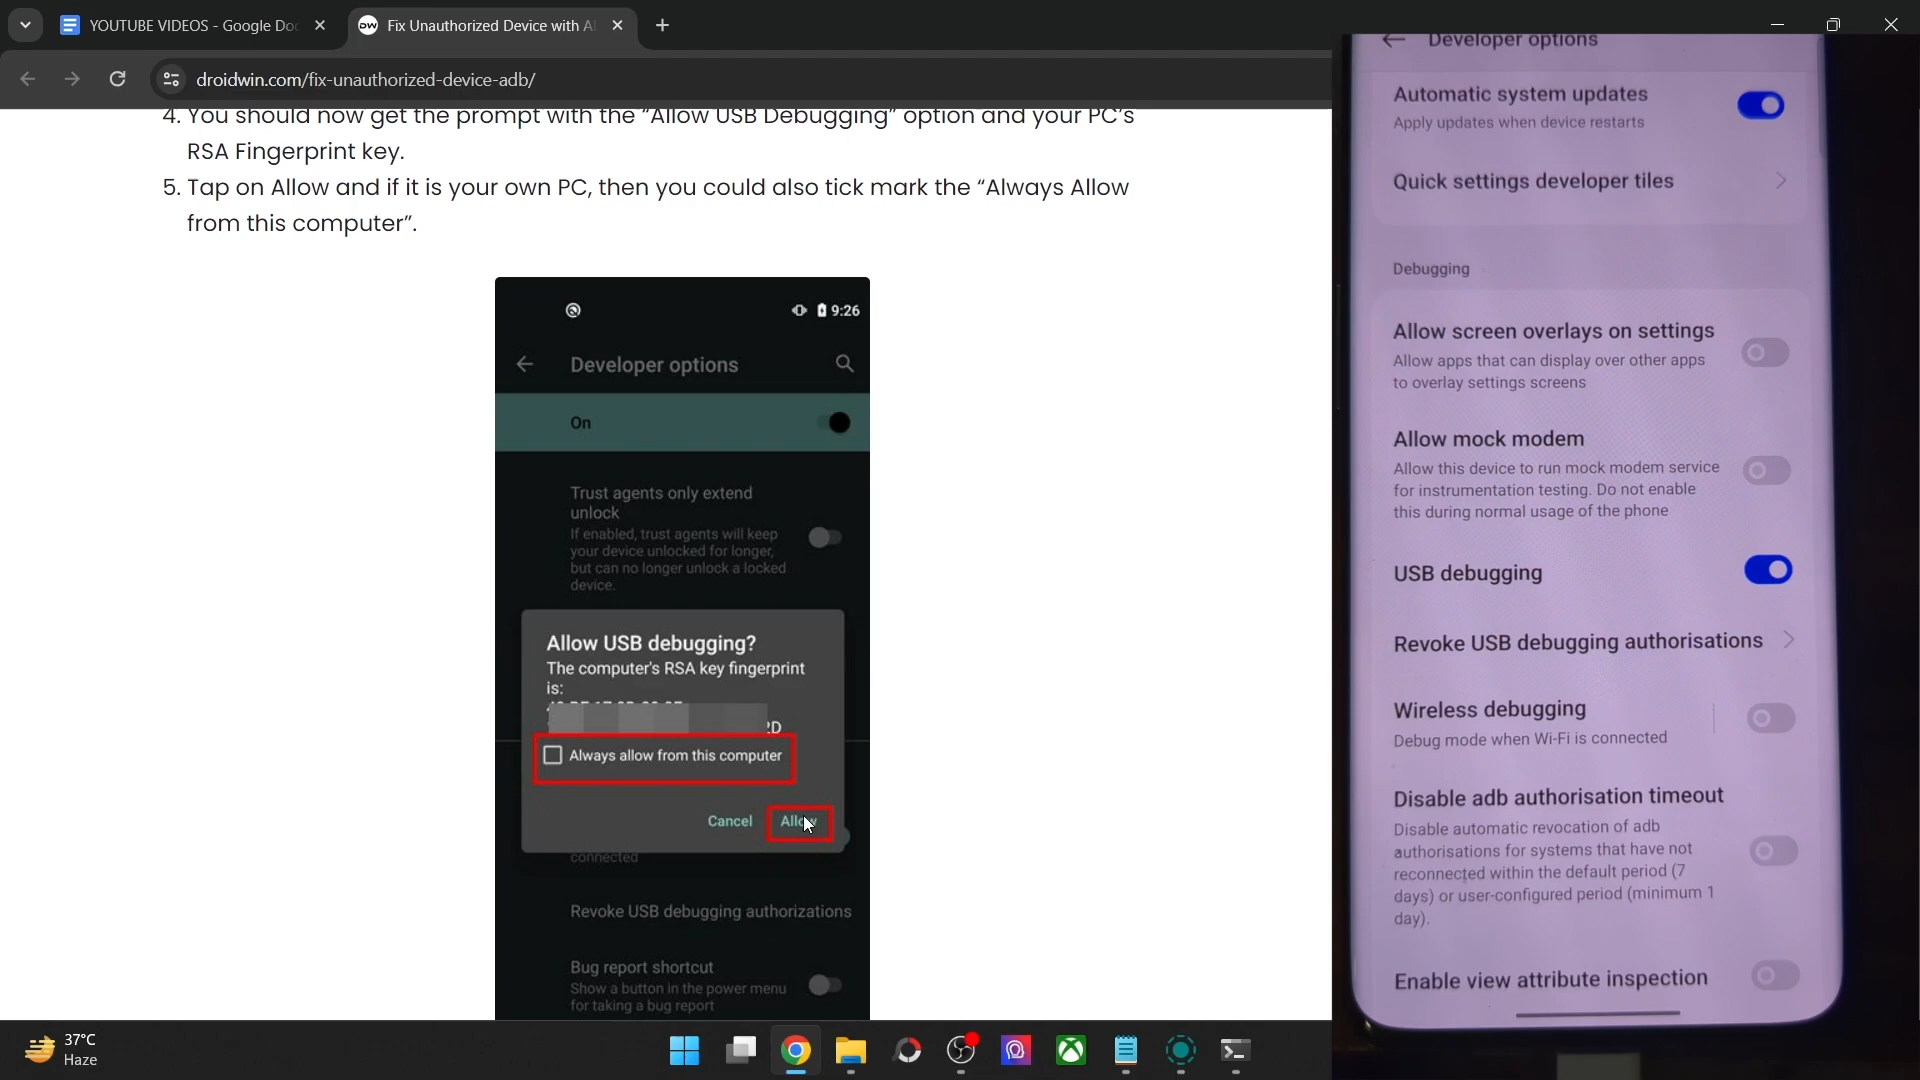 YOUTUBE VIDEOS - Google Doc
Fix Unauthorized Device with Al
droidwin.com/fix-unauthorized-device-adb/
4. You should now get the prompt with the “Allow USB Debugging” option and your PC’s
RSA Fingerprint key.
5. Tap on Allow and if it is your own PC, then you could also tick mark the “Always Allow
from this computer”.
9:26
Developer options
On
Trust agents only extend
unlock
If enabled, trust agents will keep
your device unlocked for longer,
but can no longer unlock a locked
device.
Allow USB debugging?
The computer's RSA key fingerprint
is:
Always allow from this computer
Cancel
Allow
connected
Revoke USB debugging authorizations
Bug report shortcut
Show a button in the power menu
for taking a bug report
37°C
Haze
Developer options
Automatic system updates
Apply updates when device restarts
Quick settings developer tiles
Debugging
Allow screen overlays on settings
Allow apps that can display over other apps
to overlay settings screens
Allow mock modem
Allow this device to run mock modem service
for instrumentation testing. Do not enable
this during normal usage of the phone
USB debugging
Revoke USB debugging authorisations
Wireless debugging
Debug mode when Wi-Fi is connected
Disable adb authorisation timeout
Disable automatic revocation of adb
authorisations for systems that have not
reconnected within the default period (7
days) or user-configured period (minimum 1
day).
Enable view attribute inspection